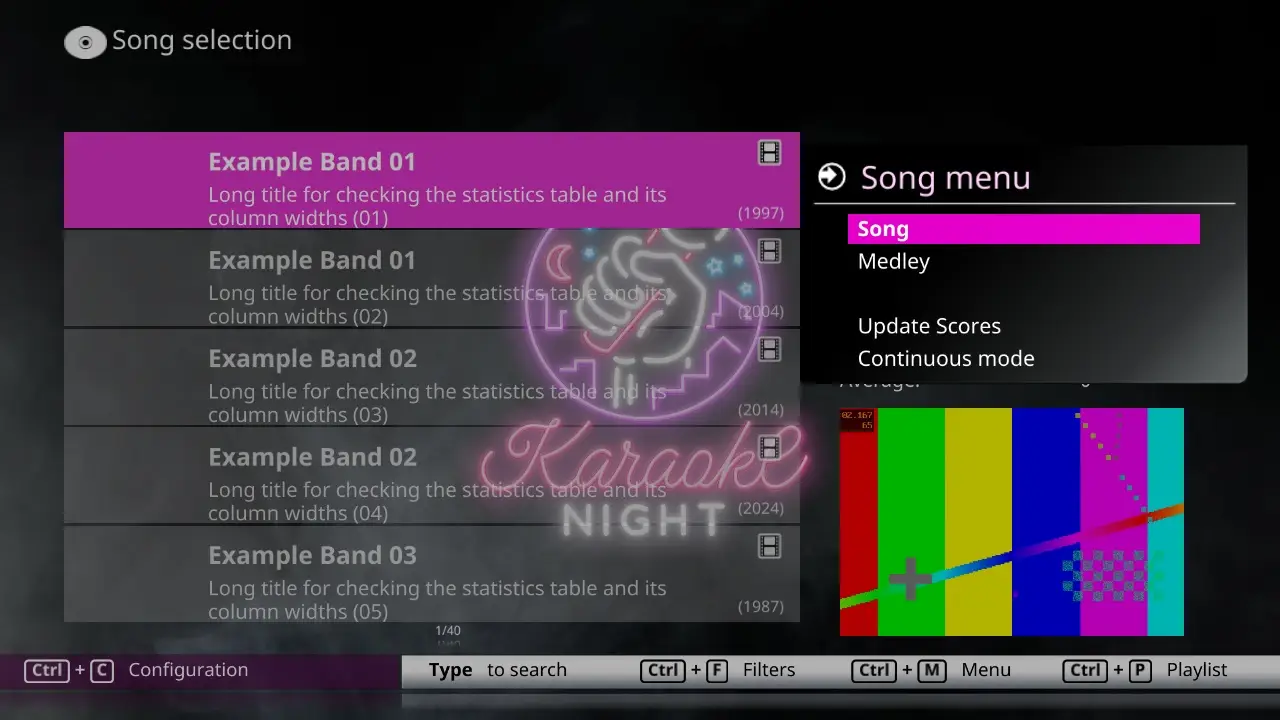 Song selection
Example Band 01
Long title for checking the statistics table and its
column widths (01)
(1997)
Example Band 01
Long title for checking the statistics table and its
column widths (02)
(2004)
Example Band 02
Long title for checking the statistics table and its
column widths (03)
(2014)
Example Band 02
Long title for checking the statistics table and its
column widths (04)
(2024)
Example Band 03
Long title for checking the statistics table and its
column widths (05)
(1987)
1/40
Karaoke
NIGHT
Song menu
Song
Medley
Update Scores
Continuous mode
Average:
02.167
65
Ctrl + C Configuration
Type to search
Ctrl + F Filters
Ctrl + M Menu
Ctrl + P Playlist